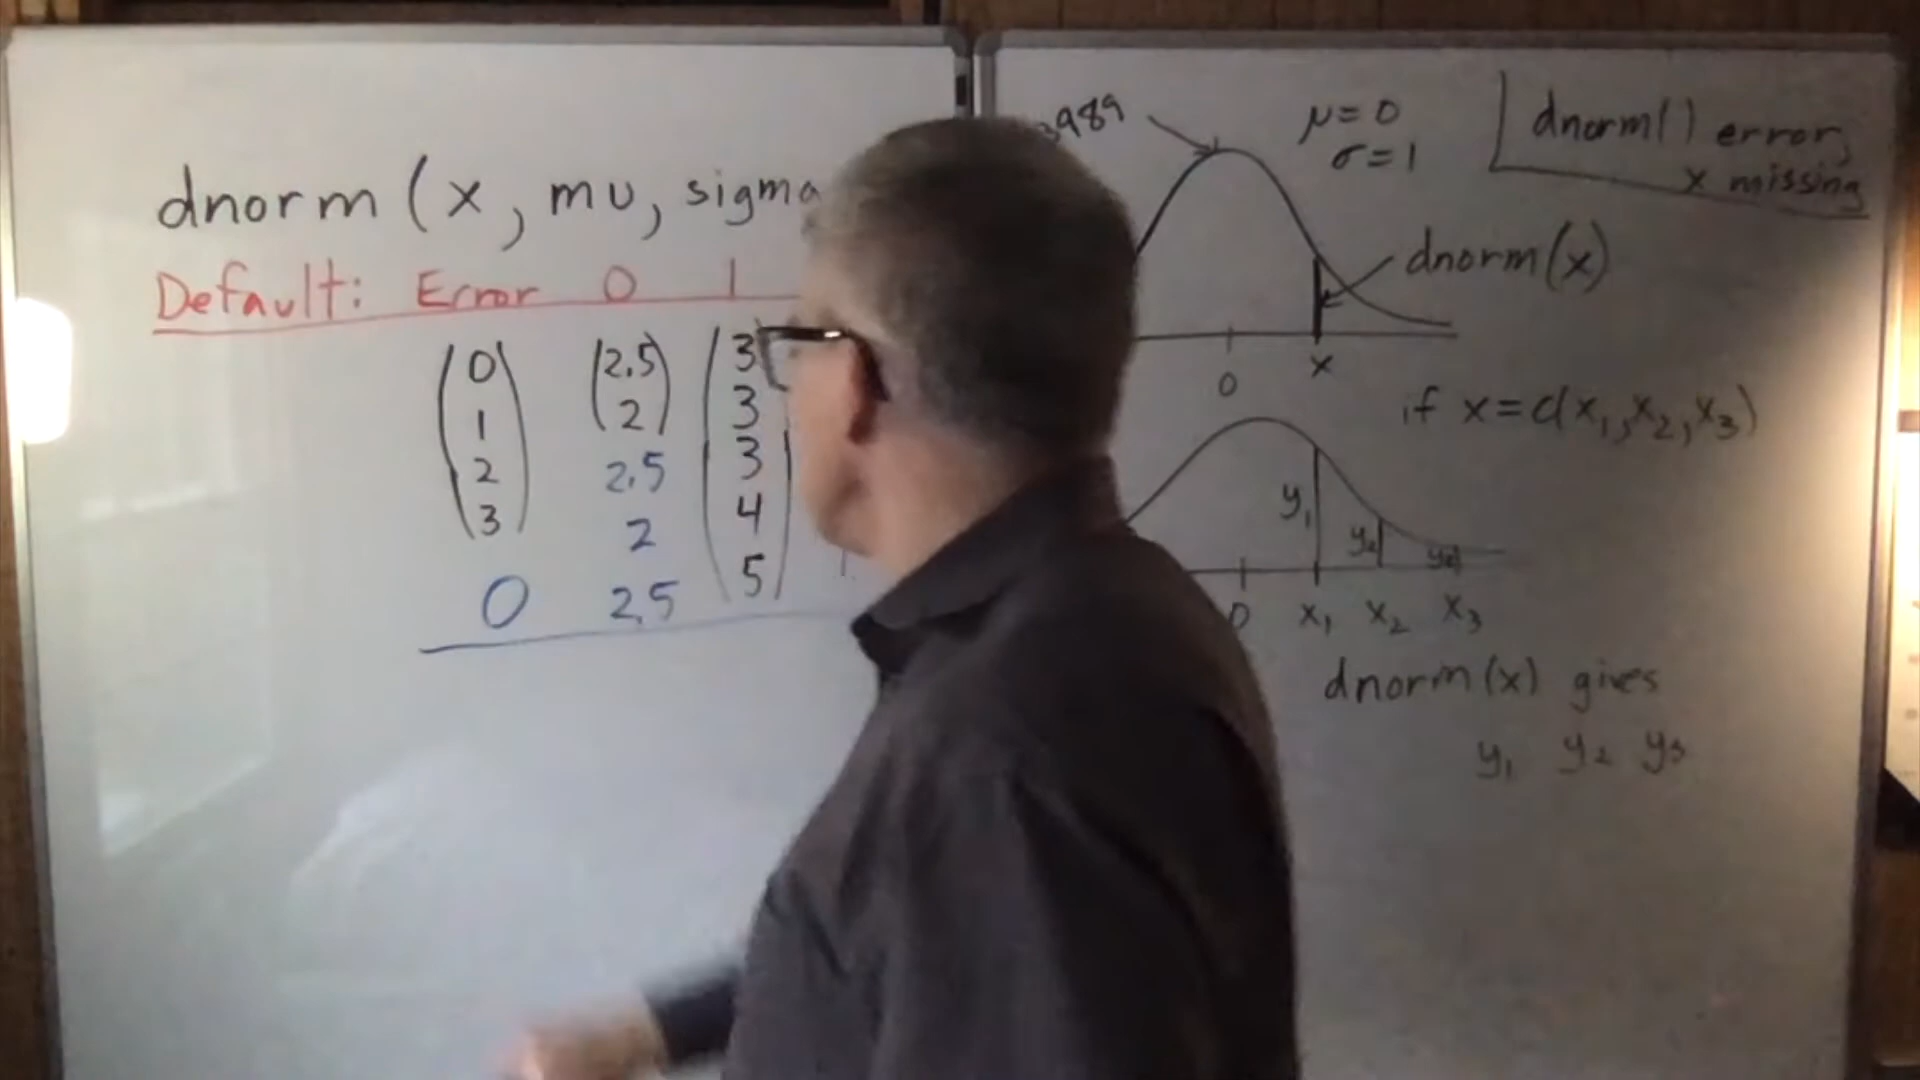 dnorm (x, mu, sigma
Default: Error 0 1
0 2.5 3
1 2 3
2 2.5 3
3 2 4
0 2.5 5
3989
μ=0
σ=1
dnorm() error,
x missing
dnorm(x)
0 x
if x=c(x₁,x₂,x₃)
y₁ y₂ y₃
0 x₁ x₂ x₃
dnorm(x) gives
y₁ y₂ y₃